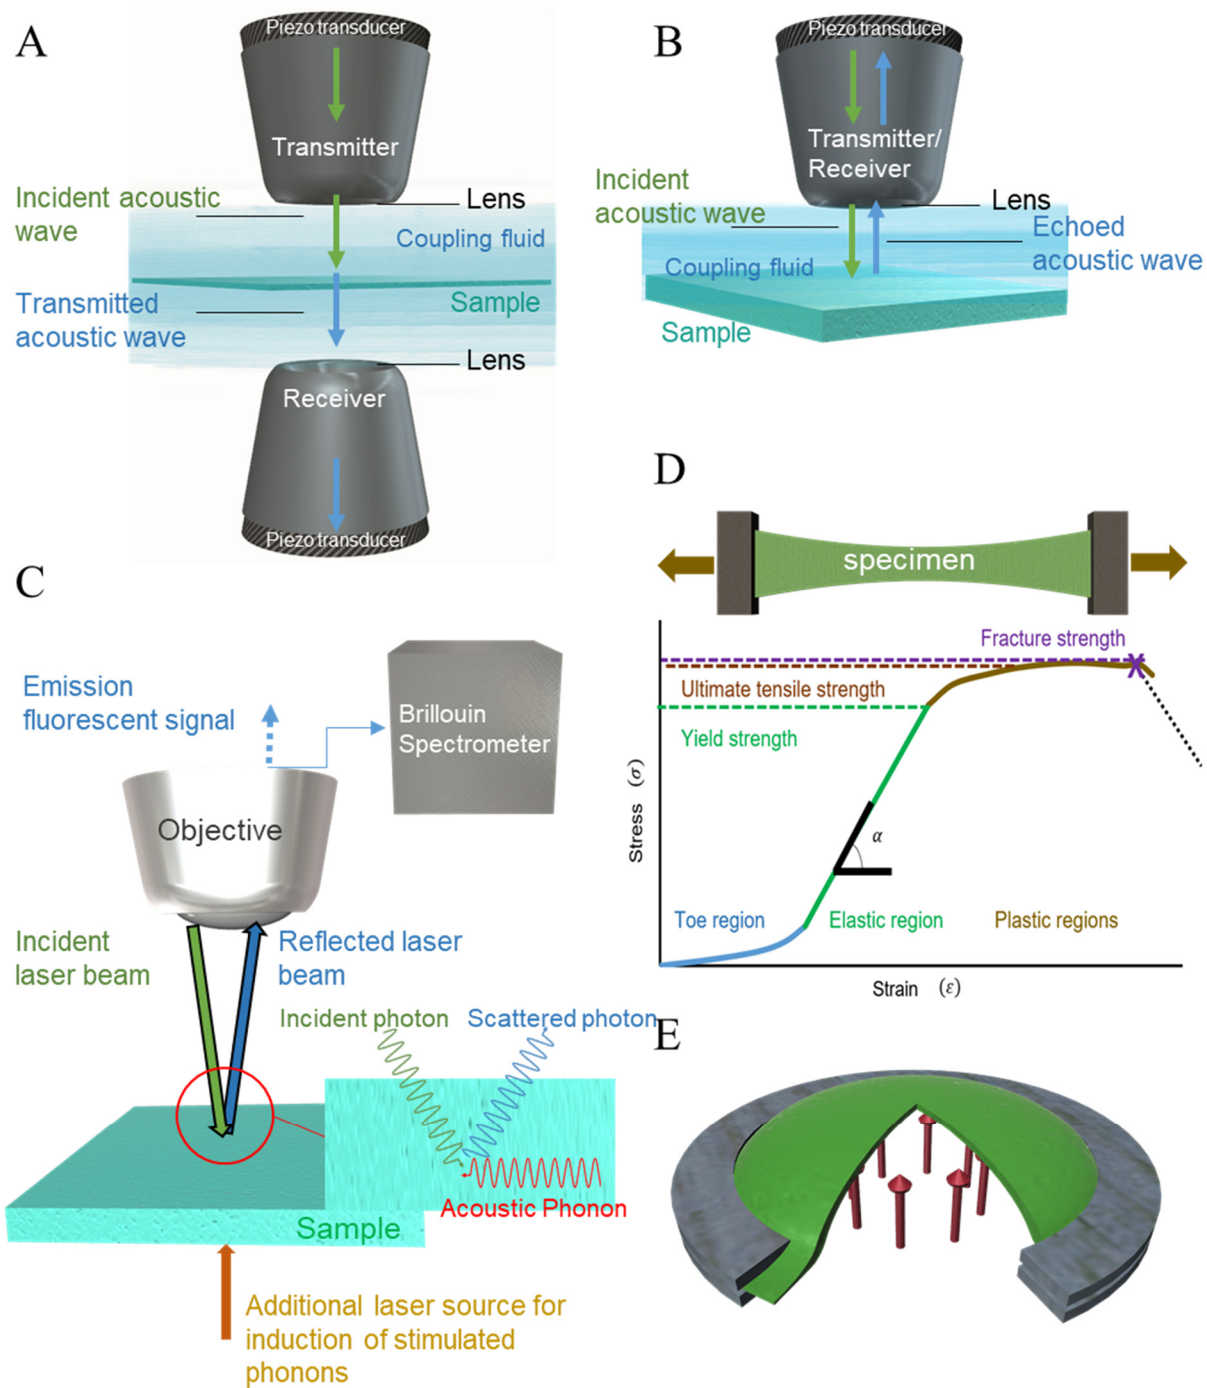 A
Piezo transducer
Transmitter
Incident acoustic
wave
Lens
Coupling fluid
Sample
Transmitted
acoustic wave
Lens
Receiver
Piezo transducer
B
Piezo transducer
Transmitter/
Receiver
Incident
acoustic wave
Lens
Coupling fluid
Echoed
acoustic wave
Sample
C
Emission
fluorescent signal
Brillouin
Spectrometer
Objective
Incident
laser beam
Reflected laser
beam
Incident photon
Scattered photon
Acoustic Phonon
Sample
Additional laser source for
induction of stimulated
phonons
D
specimen
Fracture strength
Ultimate tensile strength
Yield strength
Stress (σ)
α
Toe region
Elastic region
Plastic regions
Strain (ε)
E